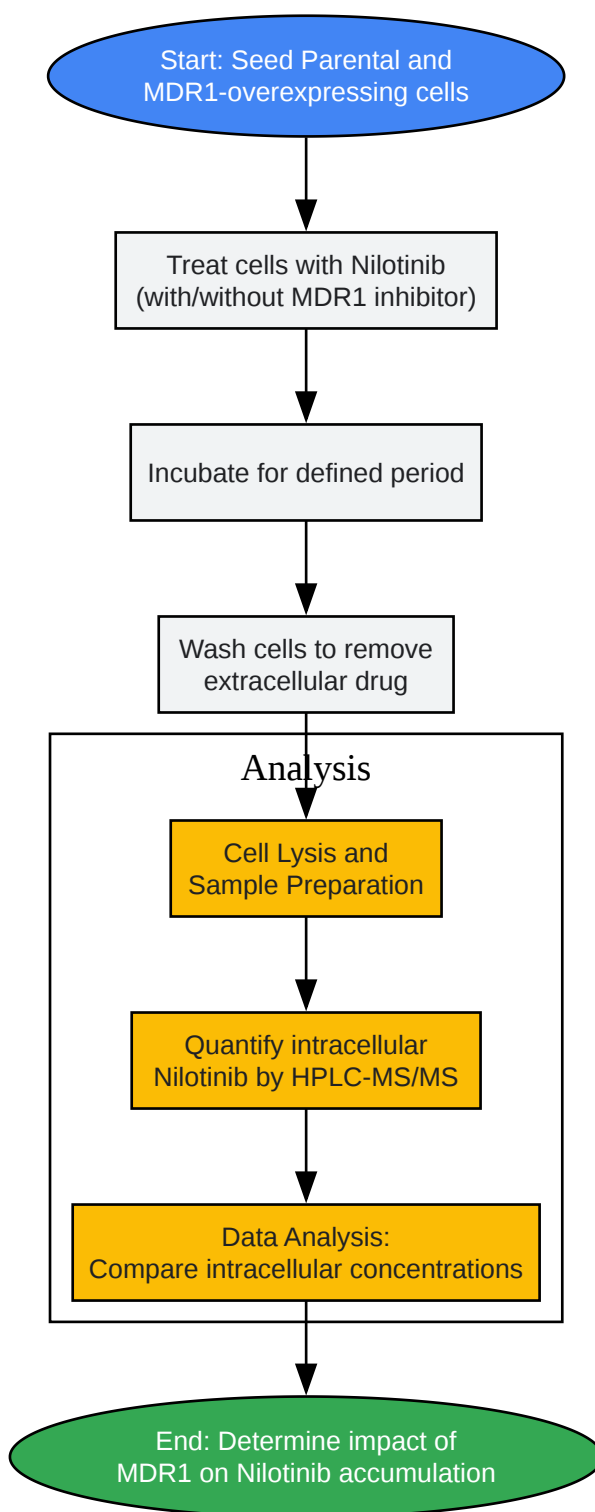 Start: Seed Parental and
MDR1-overexpressing cells
Treat cells with Nilotinib
(with/without MDR1 inhibitor)
Incubate for defined period
Wash cells to remove
extracellular drug
Analysis
Cell Lysis and
Sample Preparation
Quantify intracellular
Nilotinib by HPLC-MS/MS
Data Analysis:
Compare intracellular concentrations
End: Determine impact of
MDR1 on Nilotinib accumulation